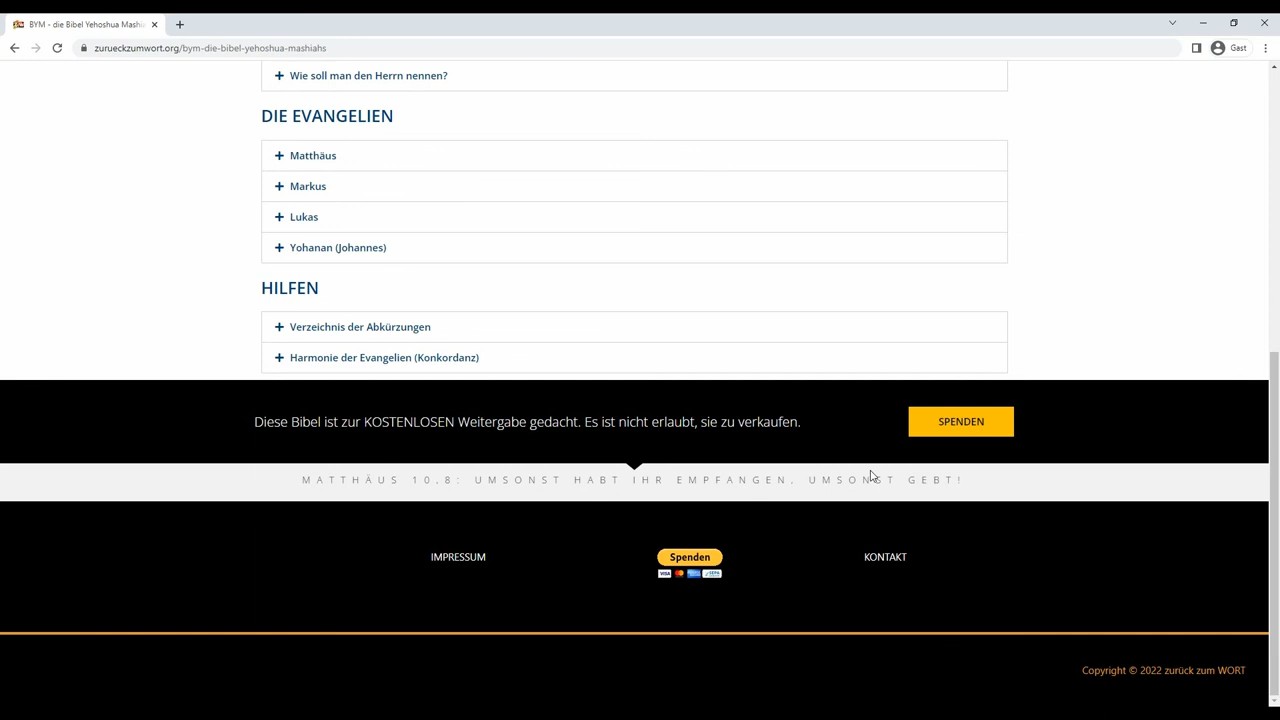 BYM - die Bibel Yehoshua Mashi
zurueckzumwort.org/bym-die-bibel-yehoshua-mashiahs
Gast
Wie soll man den Herrn nennen?
DIE EVANGELIEN
Matthäus
Markus
Lukas
Yohanan (Johannes)
HILFEN
Verzeichnis der Abkürzungen
Harmonie der Evangelien (Konkordanz)
Diese Bibel ist zur KOSTENLOSEN Weitergabe gedacht. Es ist nicht erlaubt, sie zu verkaufen.
SPENDEN
MATTHÄUS 10,8: UMSONST HABT IHR EMPFANGEN, UMSONST GEBT!
IMPRESSUM
Spenden
VISA
KONTAKT
Copyright © 2022 zurück zum WORT